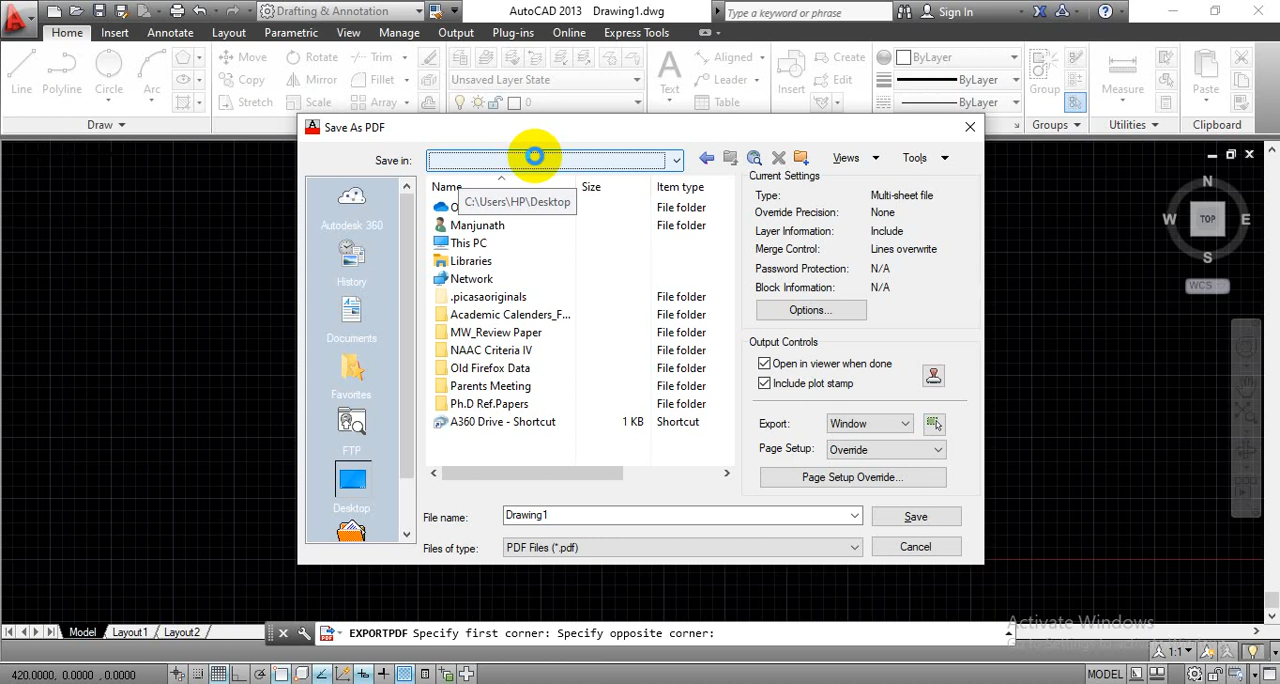 Drafting & Annotation
AutoCAD 2013 Drawing1.dwg
Type a keyword or phrase
Sign In
Home Insert Annotate Layout Parametric View Manage Output Plug-ins Online Express Tools
Line Polyline Circle Arc
Move Rotate Trim
Copy Mirror Fillet
Stretch Scale Array
Unsaved Layer State
0
Text
Aligned
Leader
Table
Insert
Create
Edit
ByLayer
ByLayer
ByLayer
Group
Measure
Paste
Draw
Groups Utilities Clipboard
Save As PDF
Save in:
Views Tools
Name Size Item type
C:\Users\HP\Desktop
O File folder
Manjunath File folder
This PC
Libraries
Network
.picasaoriginals File folder
Academic Calenders_F... File folder
MW_Review Paper File folder
NAAC Criteria IV File folder
Old Firefox Data File folder
Parents Meeting File folder
Ph.D Ref.Papers File folder
A360 Drive - Shortcut 1 KB Shortcut
Autodesk 360
History
Documents
Favorites
FTP
Desktop
Current Settings
Type: Multi-sheet file
Override Precision: None
Layer Information: Include
Merge Control: Lines overwrite
Password Protection: N/A
Block Information: N/A
Options...
Output Controls
Open in viewer when done
Include plot stamp
Export: Window
Page Setup: Override
Page Setup Override...
File name: Drawing1
Save
Files of type: PDF Files (*.pdf)
Cancel
N
W TOP E
S
WCS
Activate Windows
Model Layout1 Layout2
EXPORTPDF Specify first corner: Specify opposite corner:
1:1
420.0000, 0.0000, 0.0000
MODEL